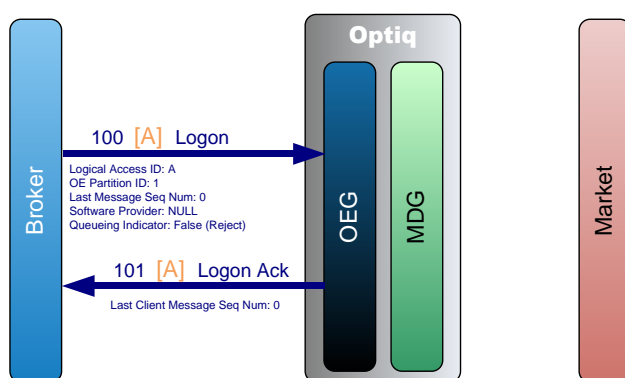 Optiq
Broker
100 [A] Logon
Logical Access ID: A
OE Partition ID: 1
Last Message Seq Num: 0
Software Provider: NULL
Queueing Indicator: False (Reject)
101 [A] Logon Ack
Last Client Message Seq Num: 0
OEG
MDG
Market